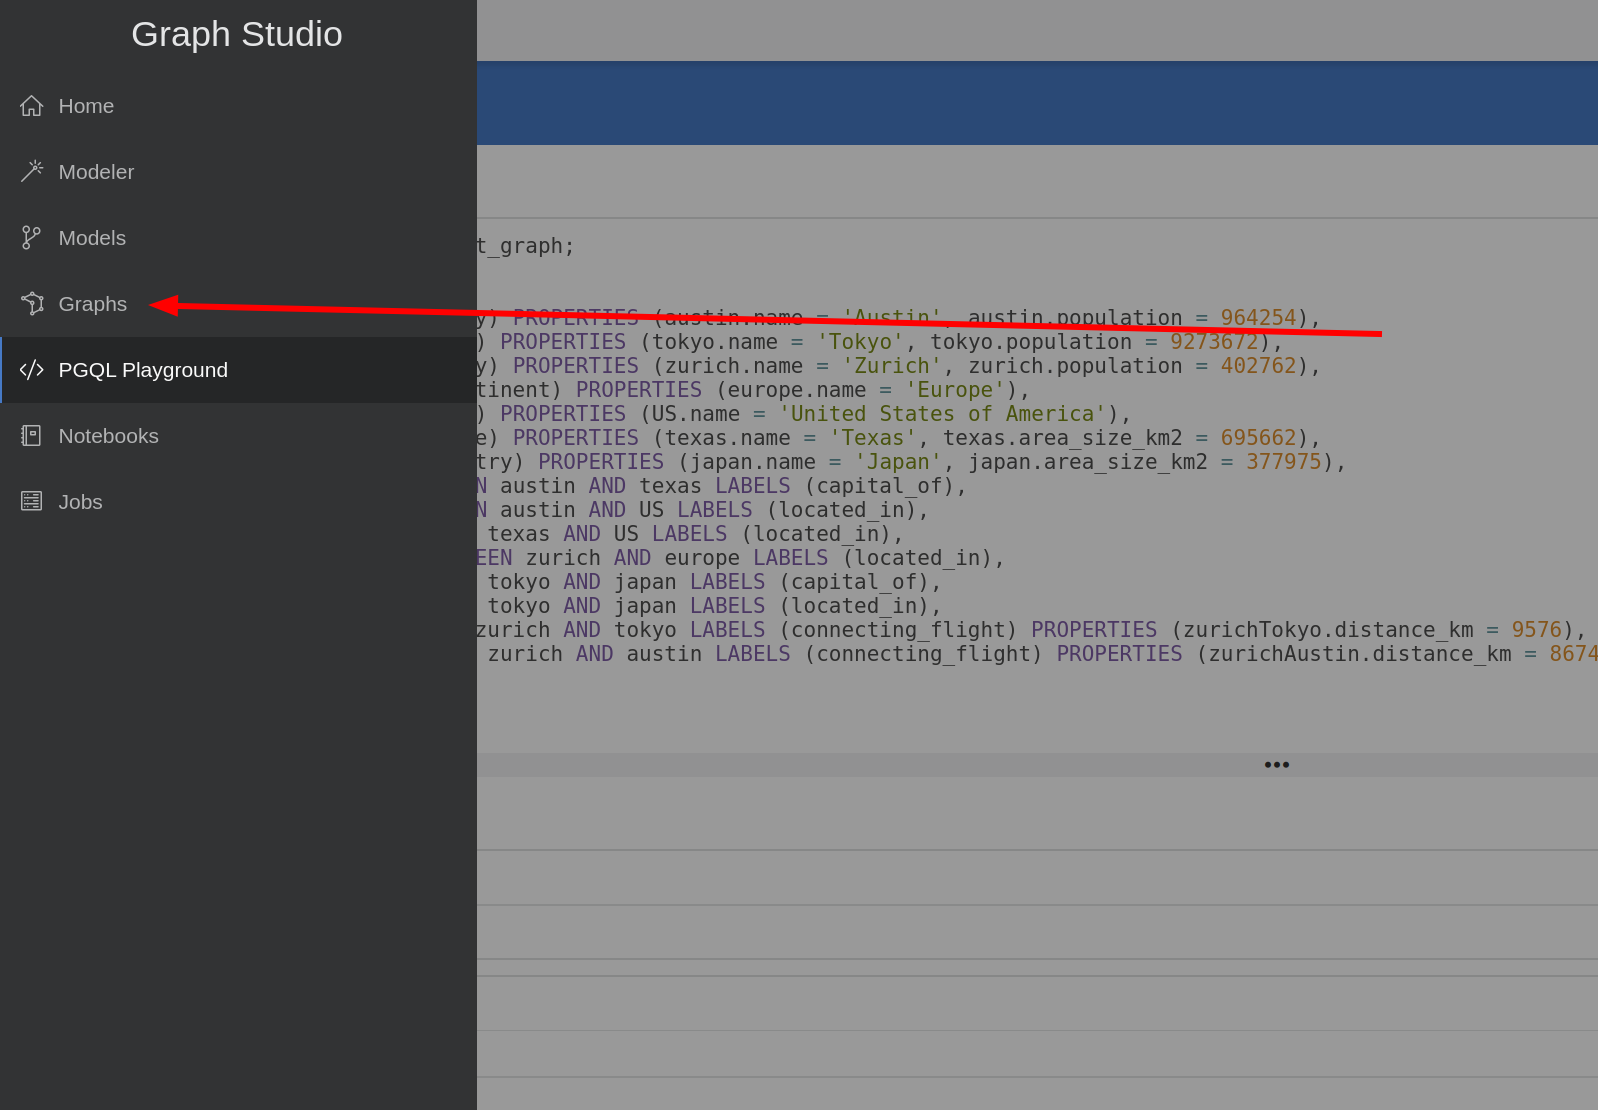 Graph Studio
Home
Modeler
Models
Graphs
PGQL Playground
Notebooks
Jobs
t_graph;
y) PROPERTIES (austin.name = 'Austin', austin.population = 964254),
) PROPERTIES (tokyo.name = 'Tokyo', tokyo.population = 9273672),
y) PROPERTIES (zurich.name = 'Zurich', zurich.population = 402762),
tinent) PROPERTIES (europe.name = 'Europe'),
) PROPERTIES (US.name = 'United States of America'),
e) PROPERTIES (texas.name = 'Texas', texas.area_size_km2 = 695662),
try) PROPERTIES (japan.name = 'Japan', japan.area_size_km2 = 377975),
N austin AND texas LABELS (capital_of),
N austin AND US LABELS (located_in),
texas AND US LABELS (located_in),
EEN zurich AND europe LABELS (located_in),
tokyo AND japan LABELS (capital_of),
tokyo AND japan LABELS (located_in),
zurich AND tokyo LABELS (connecting_flight) PROPERTIES (zurichTokyo.distance_km = 9576),
zurich AND austin LABELS (connecting_flight) PROPERTIES (zurichAustin.distance_km = 8674